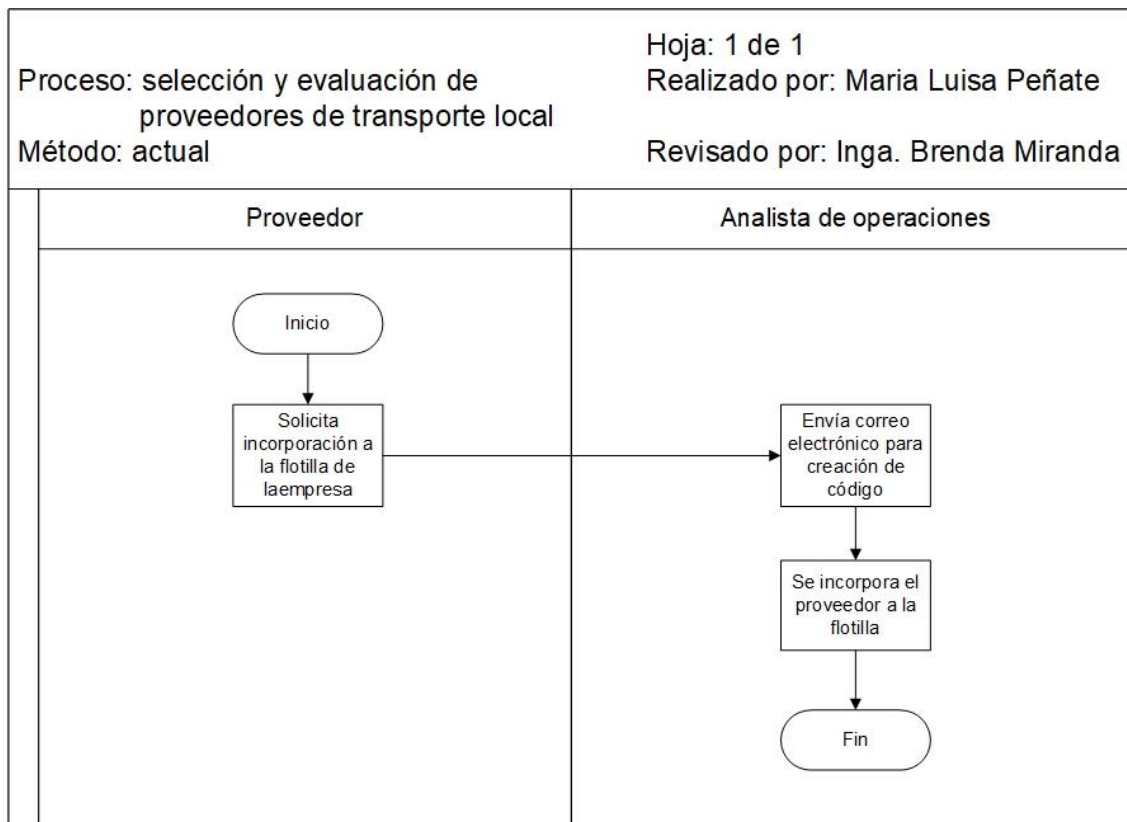 Proceso: selección y evaluación de
proveedores de transporte local
Método: actual
Hoja: 1 de 1
Realizado por: Maria Luisa Peñate
Revisado por: Inga. Brenda Miranda
Proveedor
Analista de operaciones
Inicio
Solicita
incorporación a
la flotilla de
laempresa
Envía correo
electrónico para
creación de
código
Se incorpora el
proveedor a la
flotilla
Fin